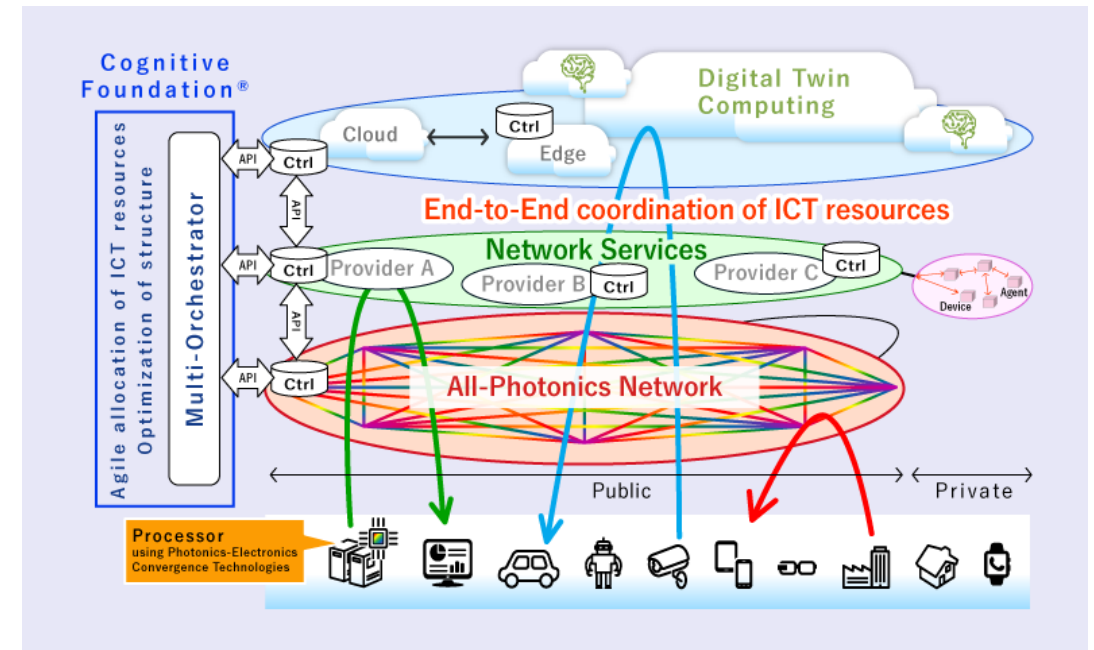 Cognitive
Foundation®
Agile allocation of ICT resources
Optimization of structure
Multi-Orchestrator
API
API
API
API
API
Ctrl
Ctrl
Ctrl
Cloud
Ctrl
Edge
Digital Twin
Computing
End-to-End coordination of ICT resources
Network Services
Provider A
Provider B
Ctrl
Provider C
Ctrl
Device
Agent
All-Photonics Network
Public
Private
Processor
using Photonics-Electronics
Convergence Technologies